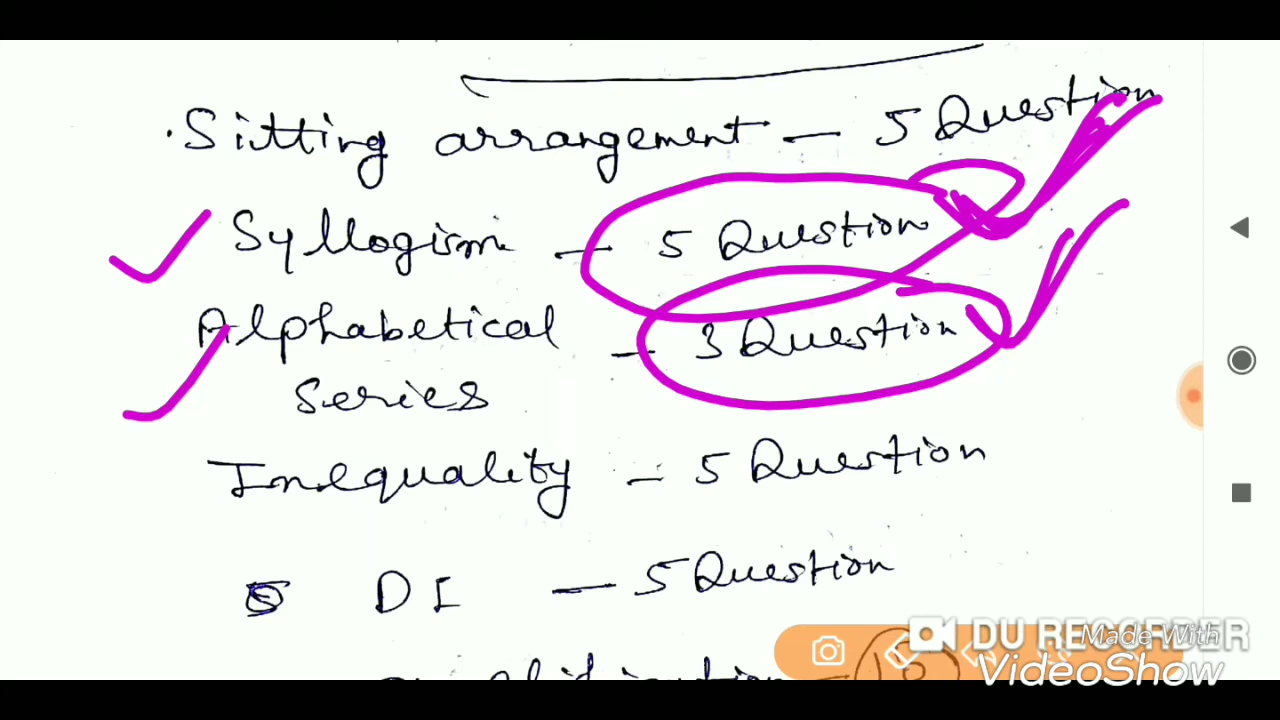 Sitting arrangement — 5 Question
Syllogism — 5 Question
Alphabetical — 3 Question
Series
Inequality — 5 Question
DI — 5 Question
DU RECORDER
Made With
VideoShow